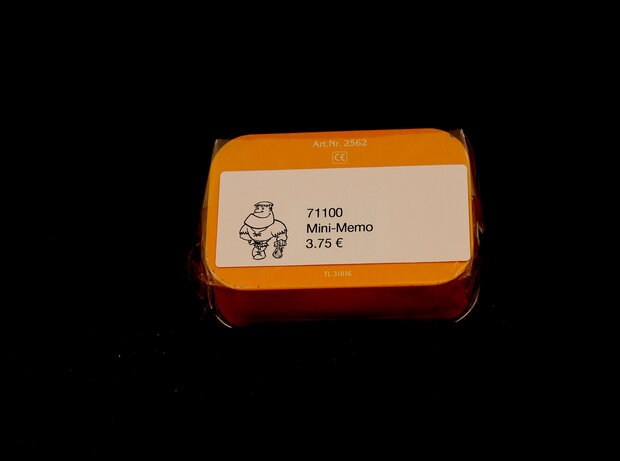 Art.Nr. 2562
CE
71100
Mini-Memo
3.75 €
TL 31816